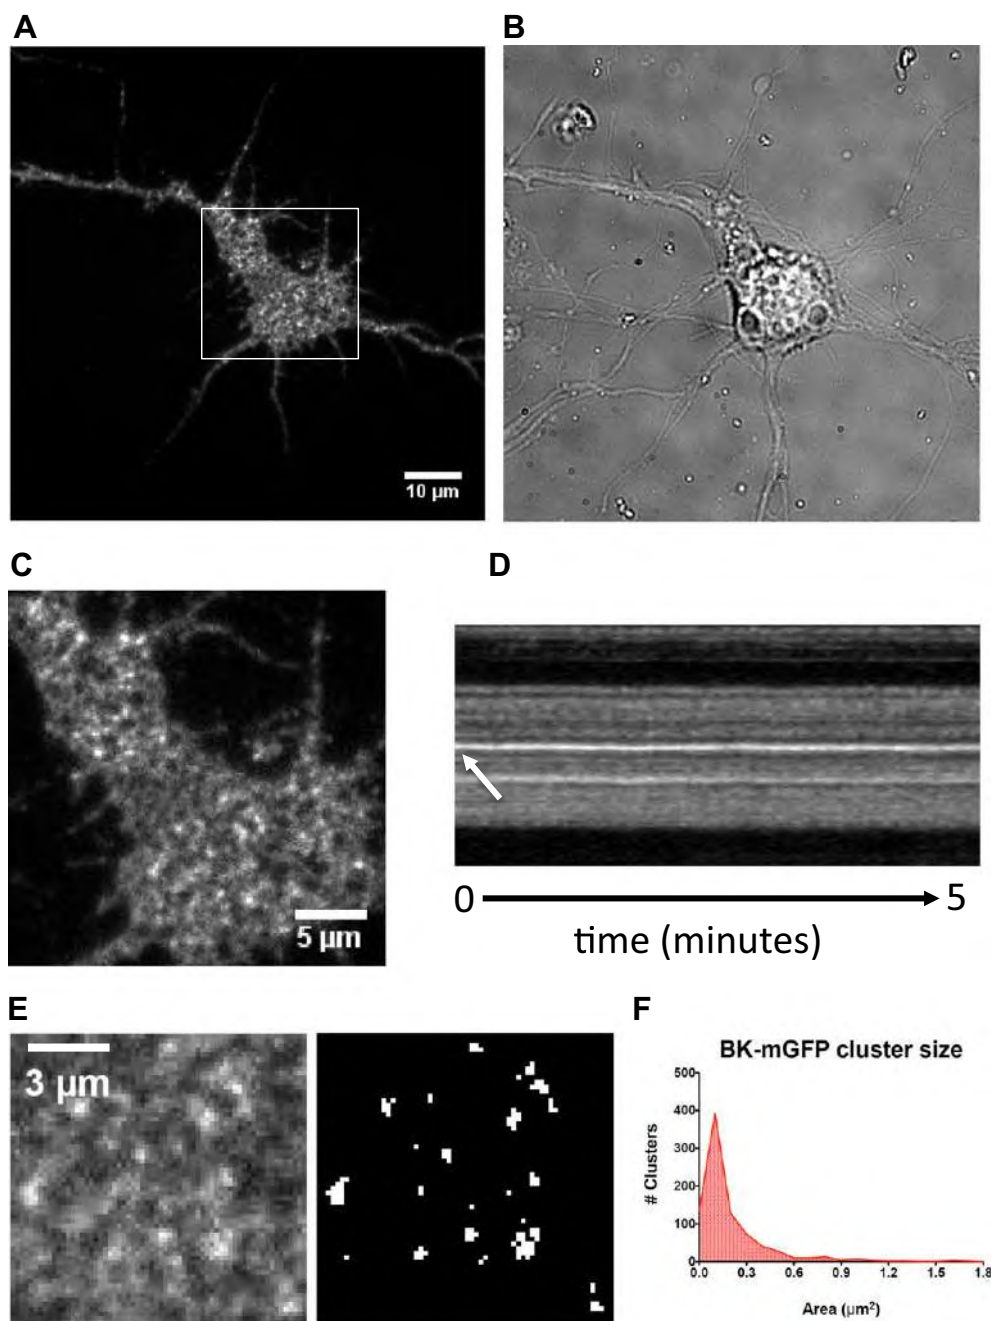 A
B
10 µm
C
D
5 µm
0
5
time (minutes)
E
F
3 µm
BK-mGFP cluster size
# Clusters
500
400
300
200
100
0
0.0 0.3 0.6 0.9 1.2 1.5 1.8
Area (µm²)